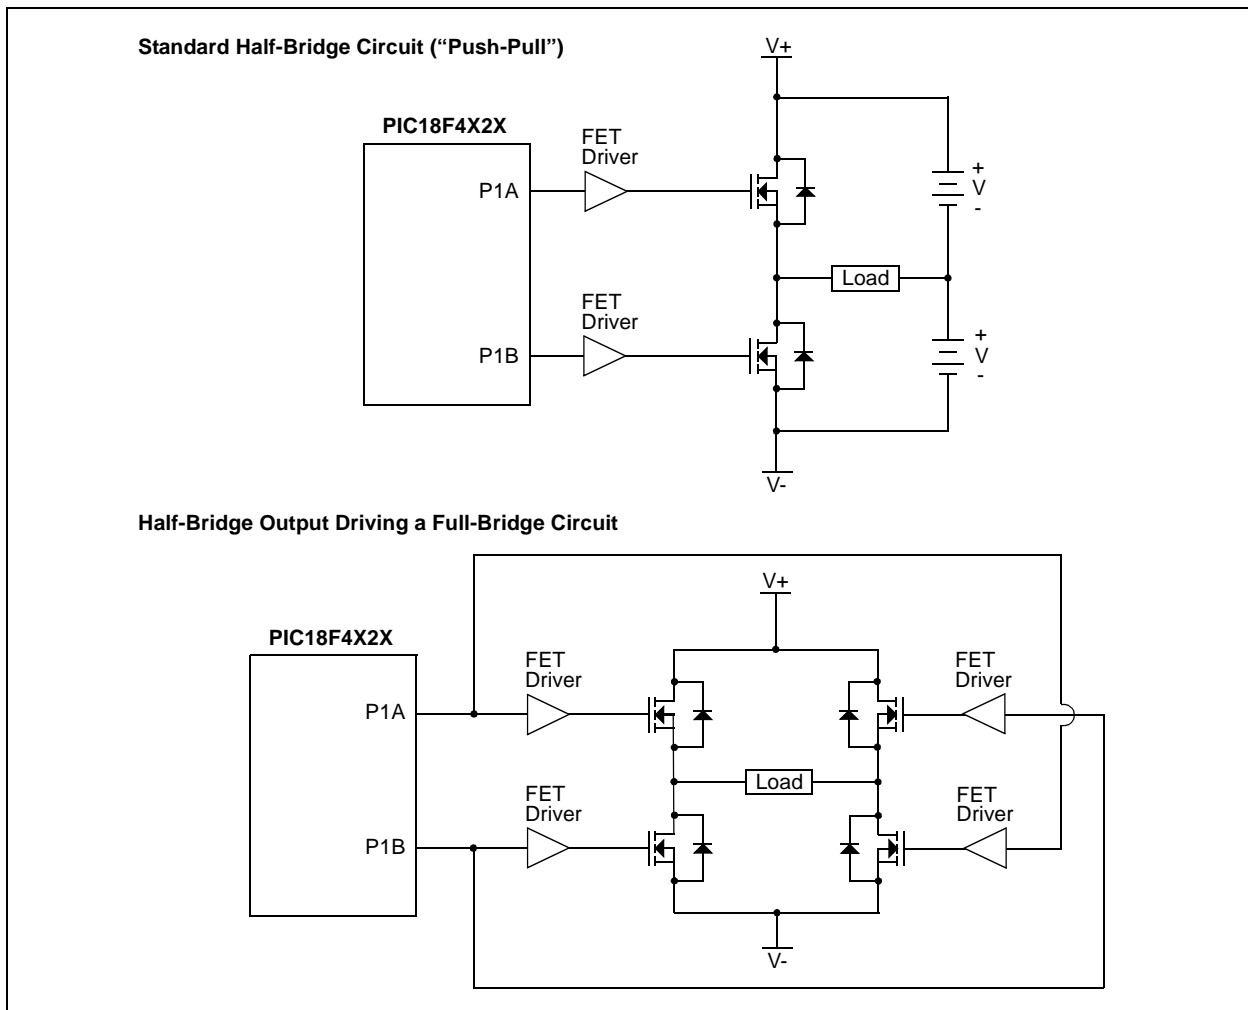 Standard Half-Bridge Circuit (“Push-Pull”)
V+
PIC18F4X2X
FET
Driver
P1A
+
V
-
Load
FET
Driver
P1B
+
V
-
V-
Half-Bridge Output Driving a Full-Bridge Circuit
V+
PIC18F4X2X
FET
Driver
FET
Driver
P1A
Load
FET
Driver
FET
Driver
P1B
V-